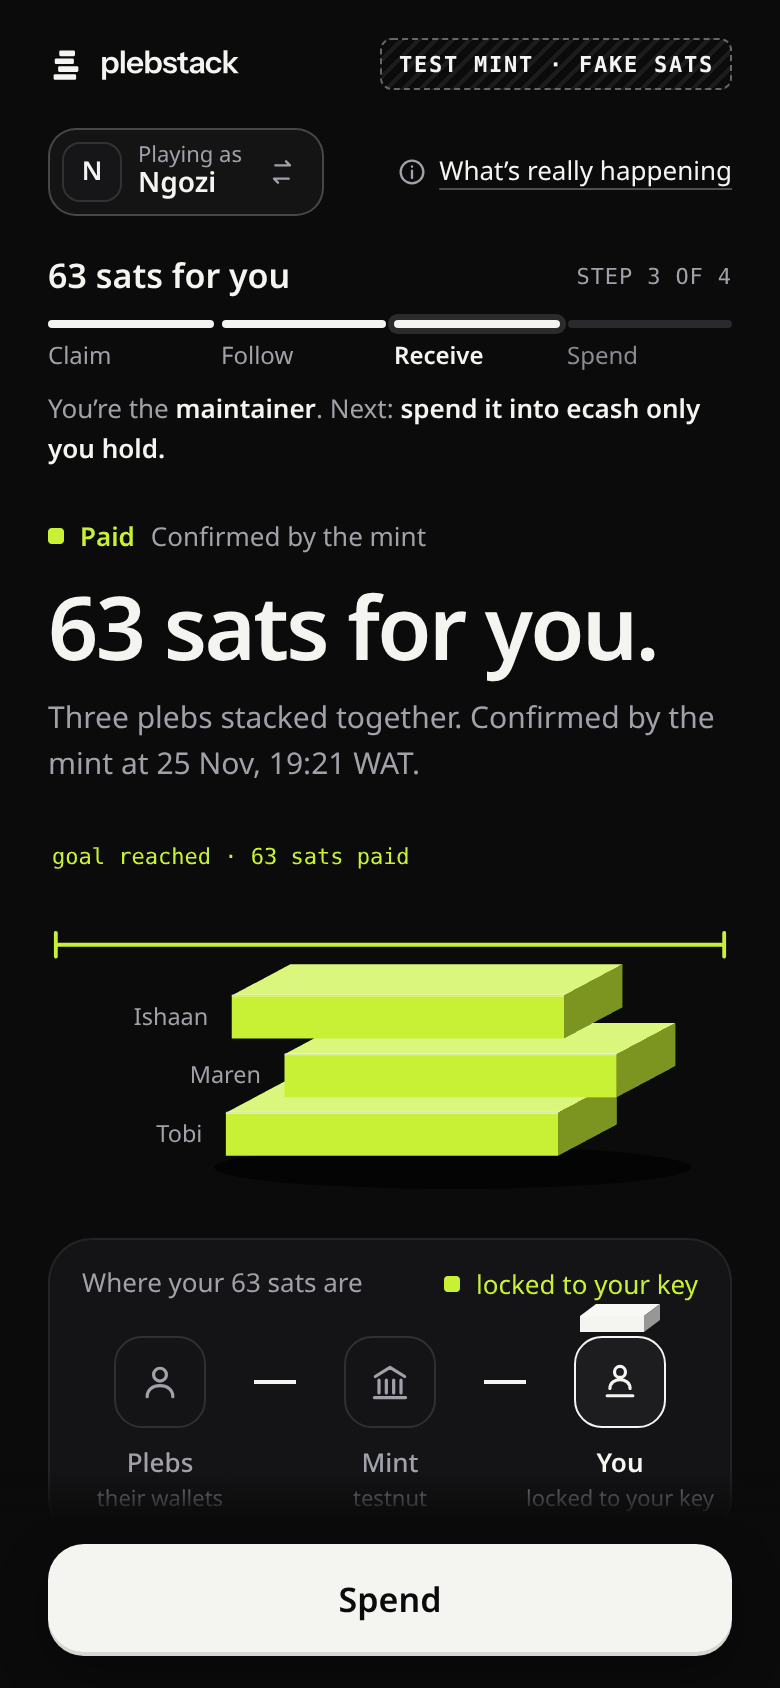 plebstack
TEST MINT · FAKE SATS
N
Playing as
Ngozi
What’s really happening
63 sats for you
STEP 3 OF 4
Claim
Follow
Receive
Spend
You’re the maintainer. Next: spend it into ecash only
you hold.
Paid Confirmed by the mint
63 sats for you.
Three plebs stacked together. Confirmed by the
mint at 25 Nov, 19:21 WAT.
goal reached · 63 sats paid
Ishaan
Maren
Tobi
Where your 63 sats are
locked to your key
Plebs
Mint
You
their wallets
testnut
locked to your key
Spend